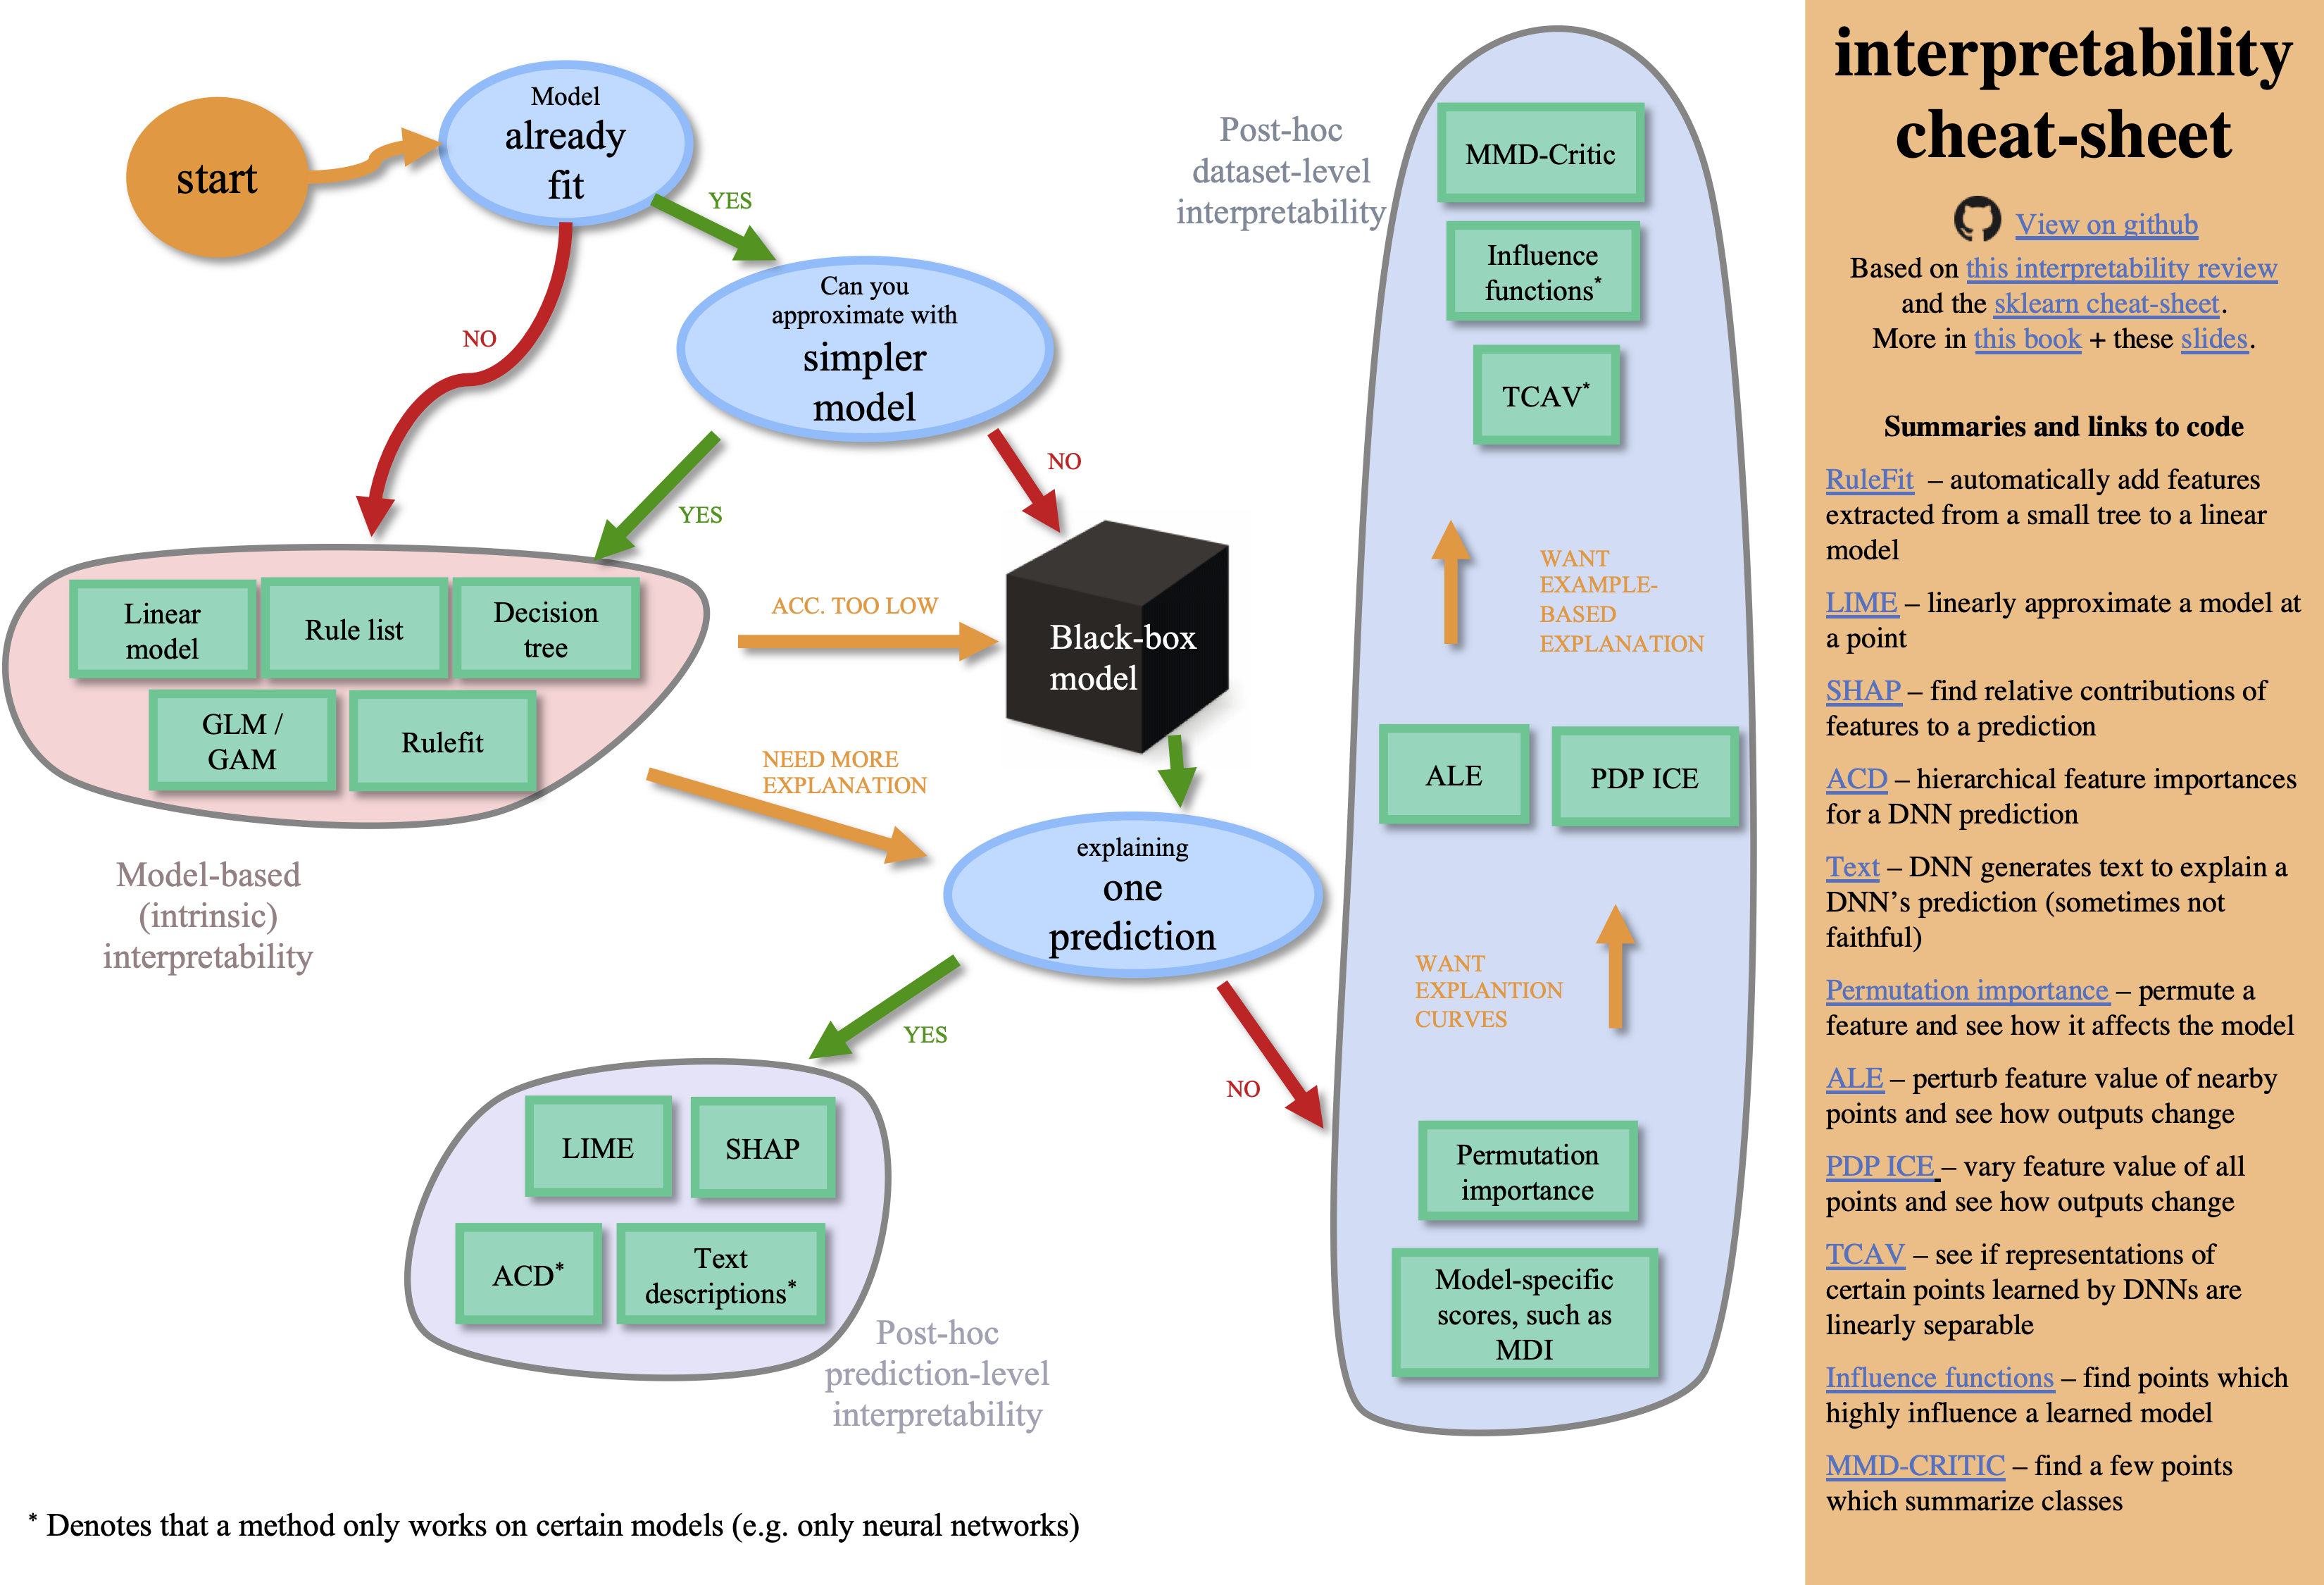 start
Model
already
fit
YES
NO
Can you
approximate with
simpler
model
YES
NO
Linear
model
Rule list
Decision
tree
GLM /
GAM
Rulefit
Model-based
(intrinsic)
interpretability
ACC. TOO LOW
NEED MORE
EXPLANATION
Black-box
model
explaining
one
prediction
YES
NO
LIME
SHAP
ACD*
Text
descriptions*
Post-hoc
prediction-level
interpretability
Post-hoc
dataset-level
interpretability
MMD-Critic
Influence
functions*
TCAV*
WANT
EXAMPLE-
BASED
EXPLANATION
ALE
PDP ICE
WANT
EXPLANTION
CURVES
Permutation
importance
Model-specific
scores, such as
MDI
* Denotes that a method only works on certain models (e.g. only neural networks)
interpretability
cheat-sheet
View on github
Based on this interpretability review
and the sklearn cheat-sheet.
More in this book + these slides.
Summaries and links to code
RuleFit – automatically add features
extracted from a small tree to a linear
model
LIME – linearly approximate a model at
a point
SHAP – find relative contributions of
features to a prediction
ACD – hierarchical feature importances
for a DNN prediction
Text – DNN generates text to explain a
DNN’s prediction (sometimes not
faithful)
Permutation importance – permute a
feature and see how it affects the model
ALE – perturb feature value of nearby
points and see how outputs change
PDP ICE – vary feature value of all
points and see how outputs change
TCAV – see if representations of
certain points learned by DNNs are
linearly separable
Influence functions – find points which
highly influence a learned model
MMD-CRITIC – find a few points
which summarize classes